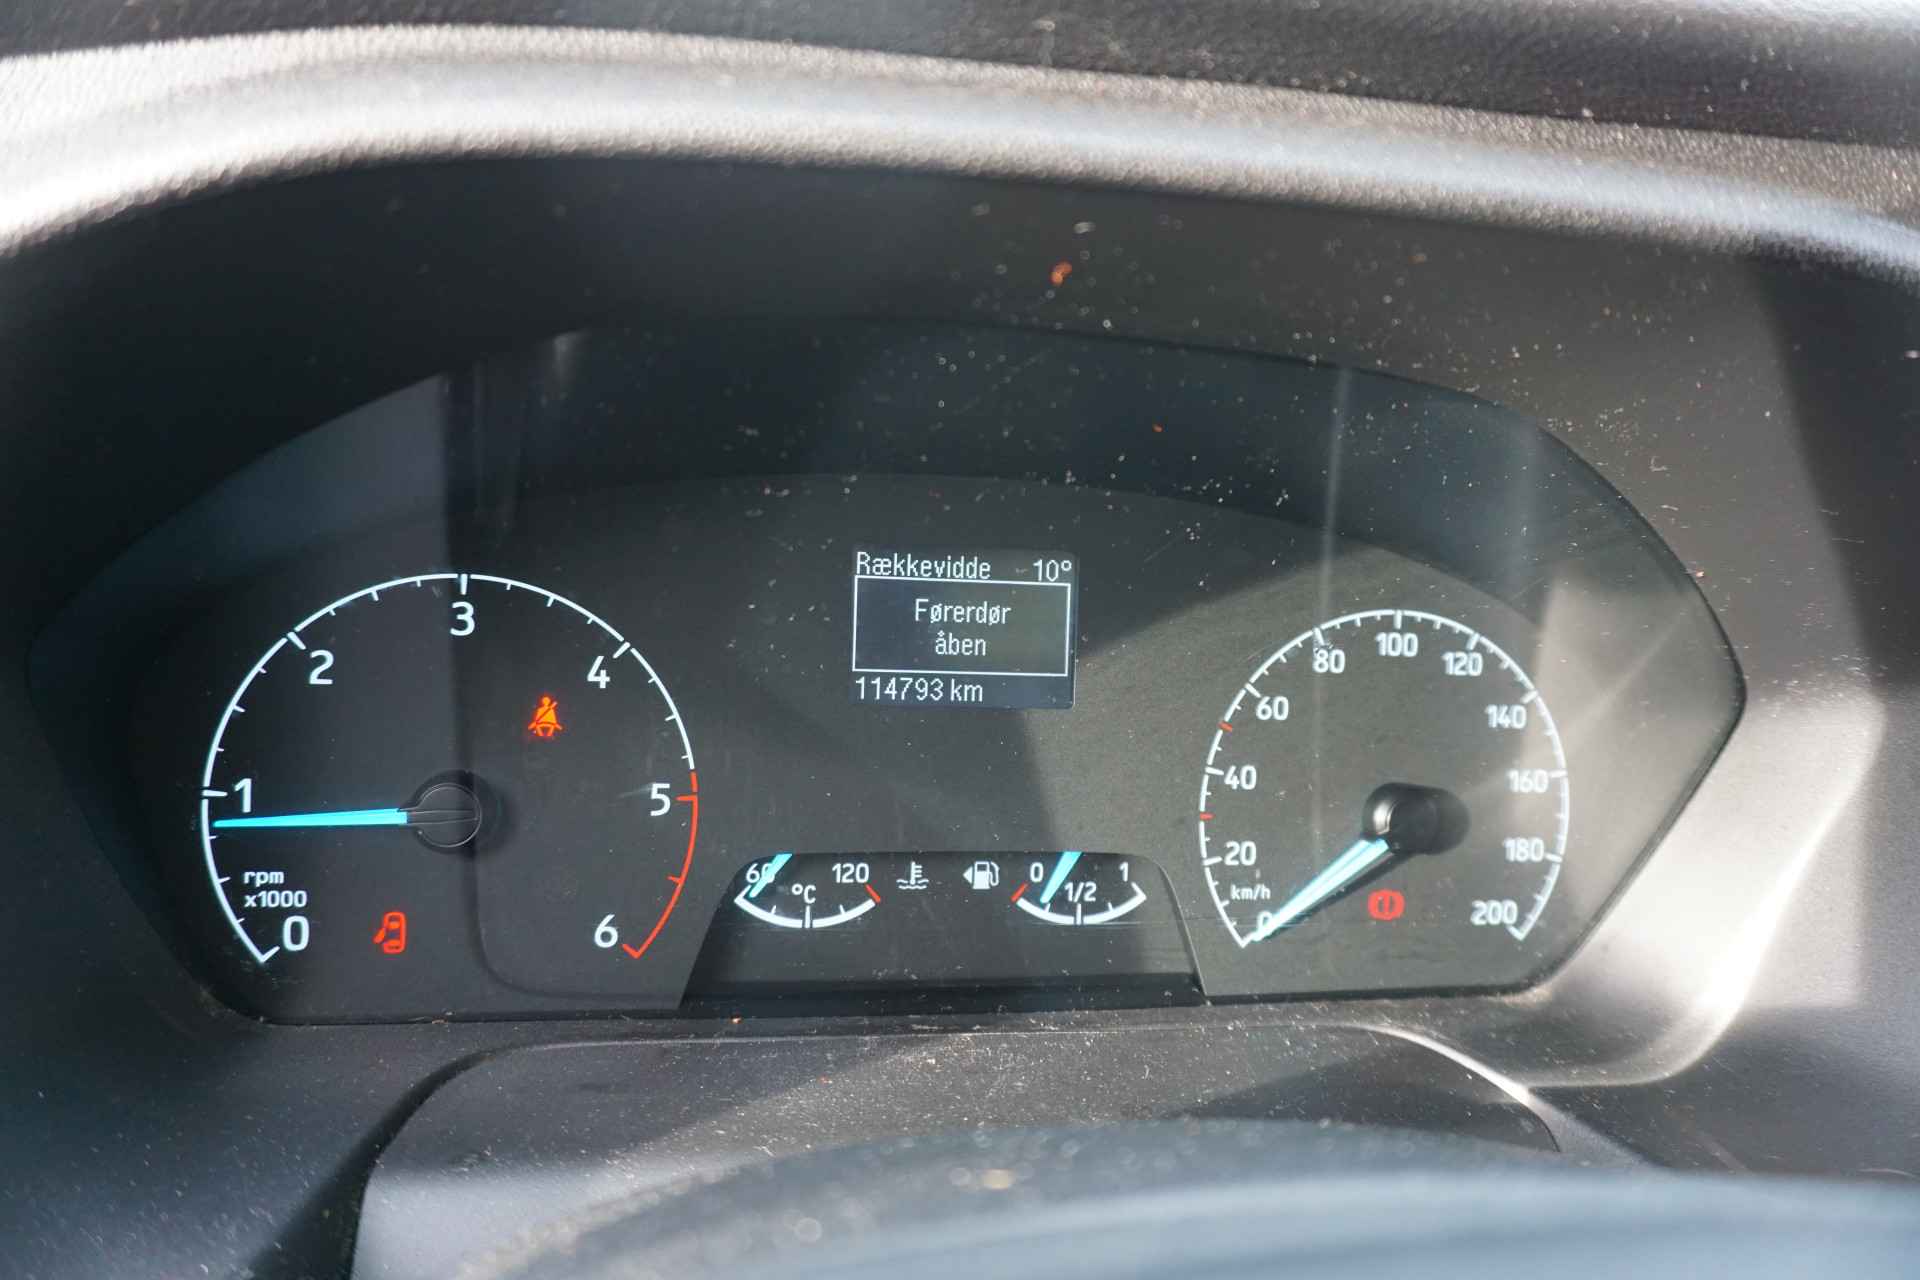 Rækkevidde 10°
Førerdør
åben
114793 km
0 1 2 3 4 5 6
rpm
x1000
60 °C 120
0 1/2 1
0 20 40 60 80 100 120 140 160 180 200
km/h